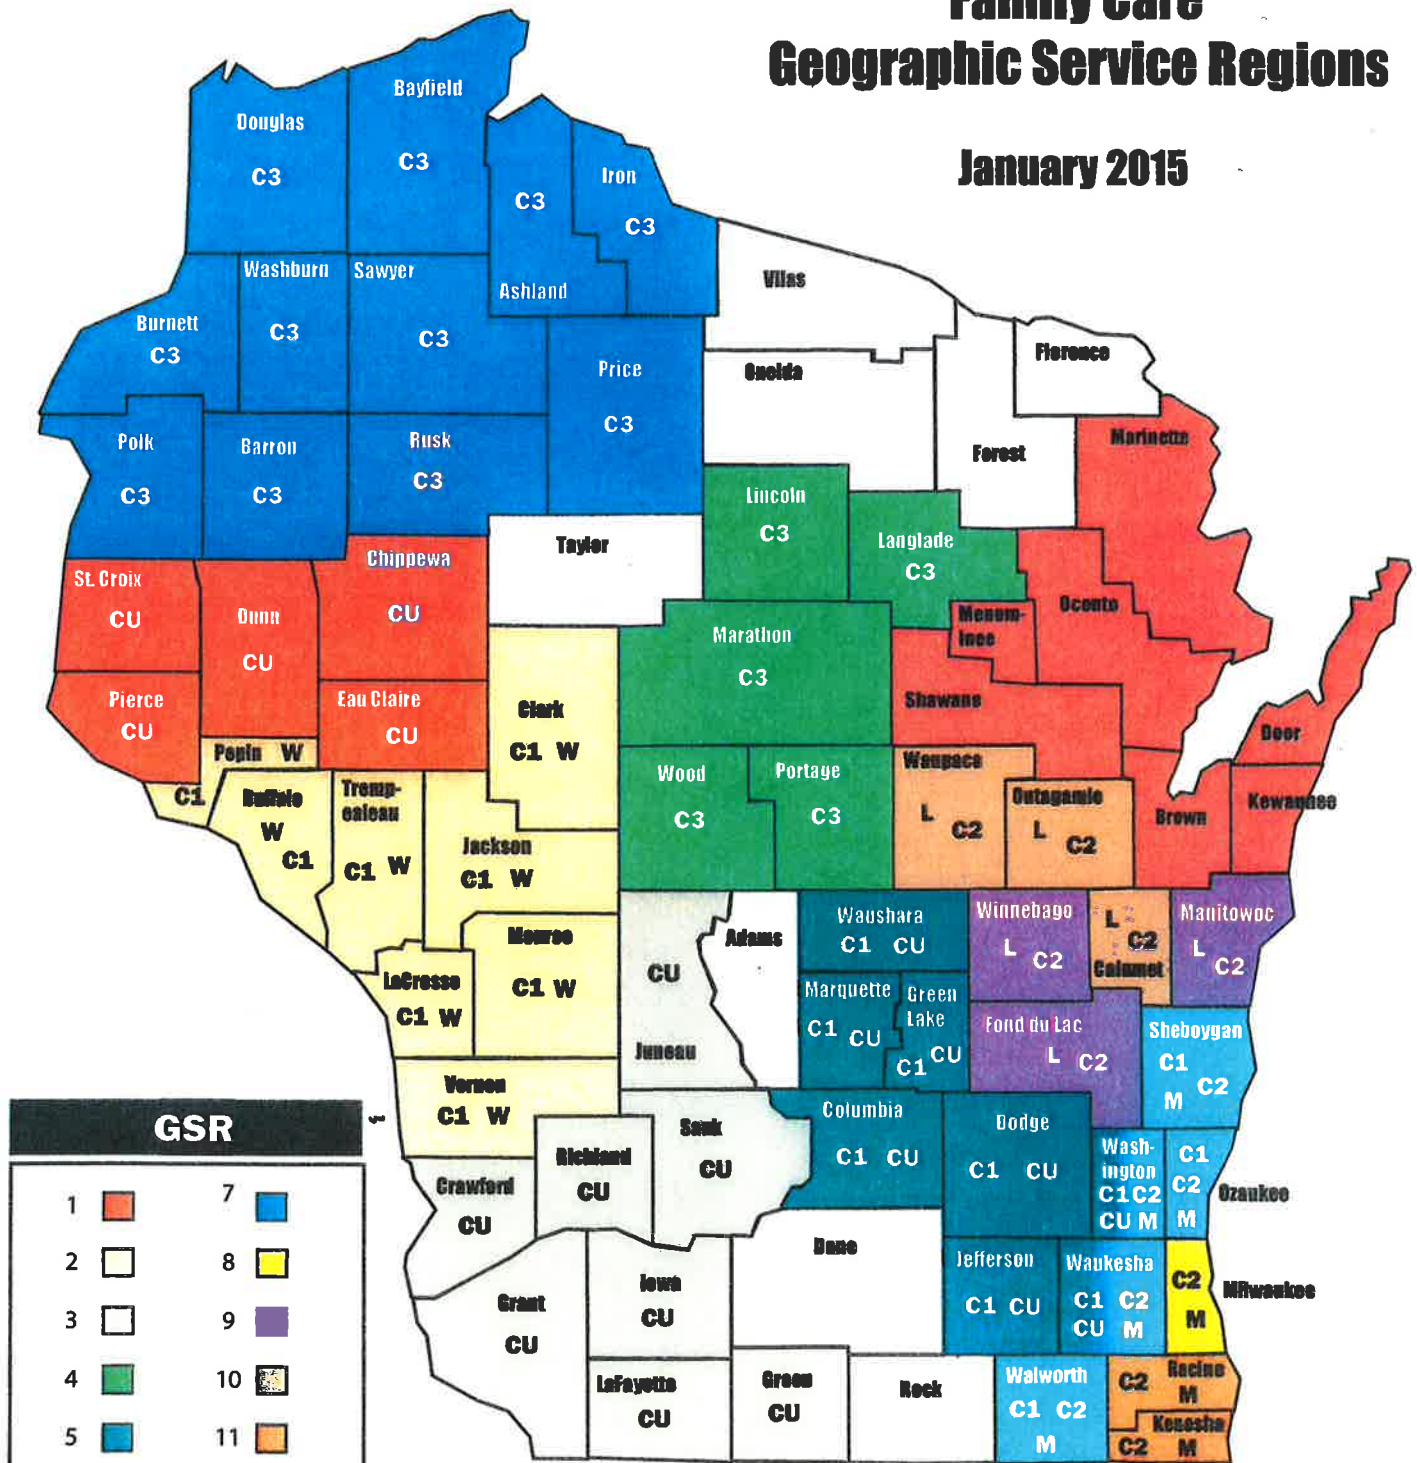 Family Care
Geographic Service Regions
January 2015
Bayfield
C3
Douglas
C3
Iron
C3
C3
Ashland
Washburn
C3
Sawyer
C3
Vilas
Burnett
C3
Price
C3
Oneida
Florence
Polk
C3
Barron
C3
Rusk
C3
Forest
Marinette
Lincoln
C3
Langlade
C3
Taylor
Chippewa
CU
St. Croix
CU
Dunn
CU
Menom-
inee
Oconto
Marathon
C3
Pierce
CU
Eau Claire
CU
Clark
C1 W
Shawano
Door
Pepin W
C1
Buffalo
W
C1
Tremp-
ealeau
C1 W
Wood
C3
Portage
C3
Waupaca
L
C2
Outagamie
L
C2
Brown
Kewaunee
Jackson
C1 W
Waushara
C1 CU
Winnebago
L
C2
L
C2
Calumet
Manitowoc
L
C2
Monroe
C1 W
Adams
CU
Juneau
LaCrosse
C1 W
Marquette
C1
CU
Green
Lake
C1
CU
Fond du Lac
L
C2
Sheboygan
C1
C2
M
Vernon
C1 W
Columbia
C1 CU
Dodge
C1 CU
Sauk
CU
Richland
CU
Wash-
ington
C1 C2
CU M
C1
C2
M
Ozaukee
Crawford
CU
Dane
Jefferson
C1 CU
Waukesha
C1 C2
CU M
C2
M
Milwaukee
Iowa
CU
Grant
CU
LaFayette
CU
Green
CU
Rock
Walworth
C1 C2
M
C2
Racine
M
Kenosha
C2 M
GSR
1 7
2 8
3 9
4 10
5 11